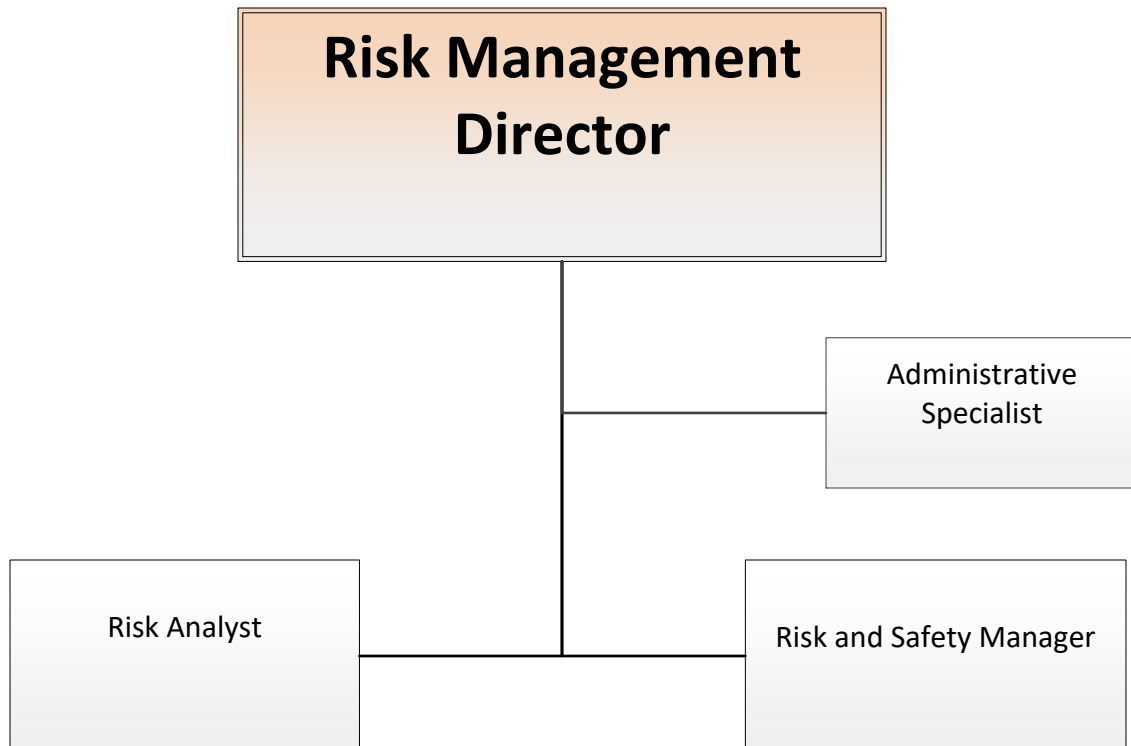 Risk Management
Director
Administrative
Specialist
Risk Analyst
Risk and Safety Manager